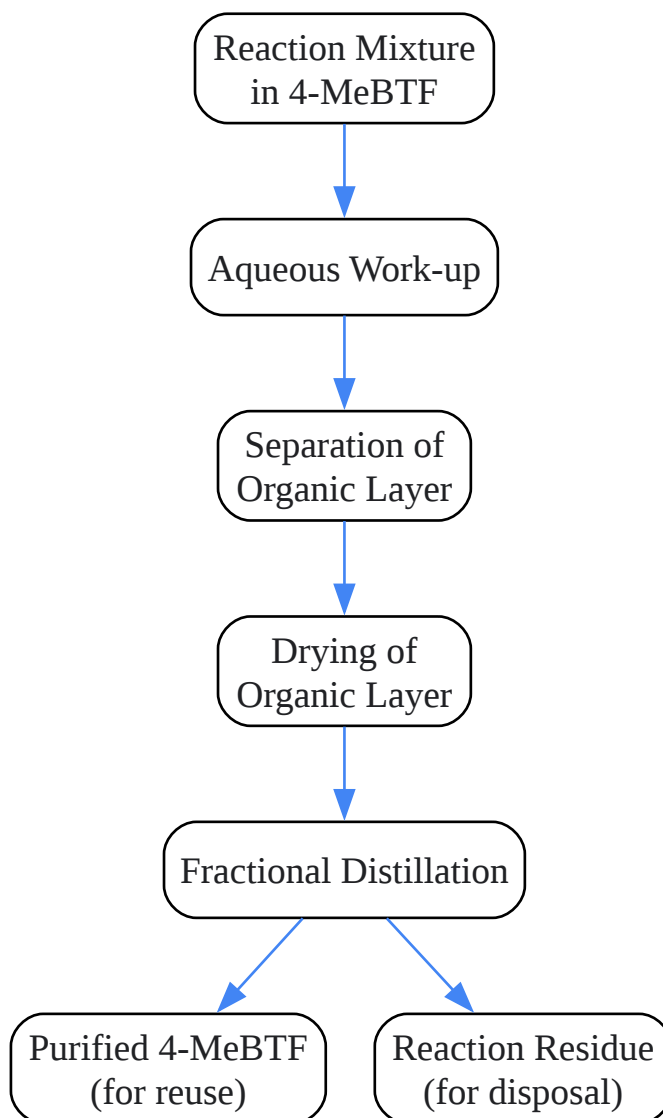 Reaction Mixture
in 4-MeBTF
Aqueous Work-up
Separation of
Organic Layer
Drying of
Organic Layer
Fractional Distillation
Purified 4-MeBTF
(for reuse)
Reaction Residue
(for disposal)